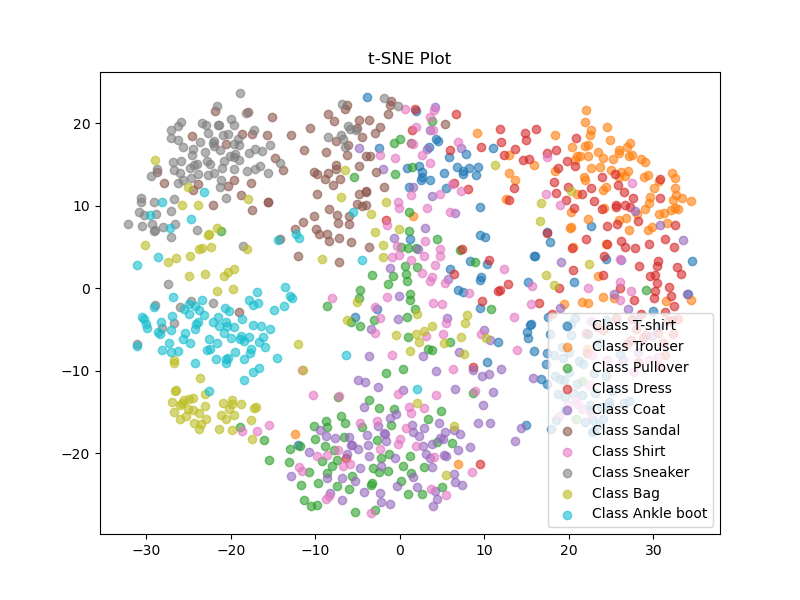 t-SNE Plot
20
10
0
−10
−20
−30
−20
−10
0
10
20
30
Class T-shirt
Class Trouser
Class Pullover
Class Dress
Class Coat
Class Sandal
Class Shirt
Class Sneaker
Class Bag
Class Ankle boot